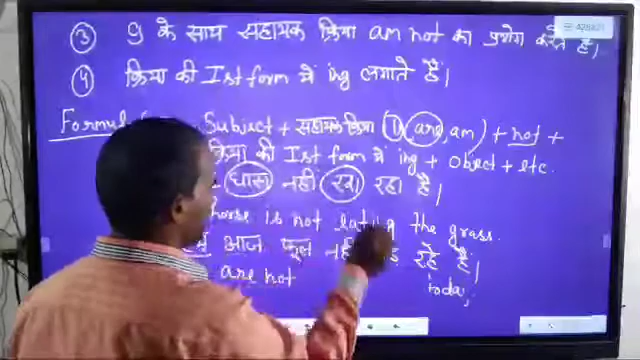 ③ I के साथ सहायक क्रिया am not का प्रयोग करते हैं।
④ क्रिया की Ist form में ing लगाते हैं।
Formul Subject + सहायक क्रिया (is, are, am) + not +
क्रिया की Ist form में ing + Object + etc.
घास नहीं खा रहा है।
horse is not eating the grass.
आज फूल नहीं रहे हैं।
are not today,